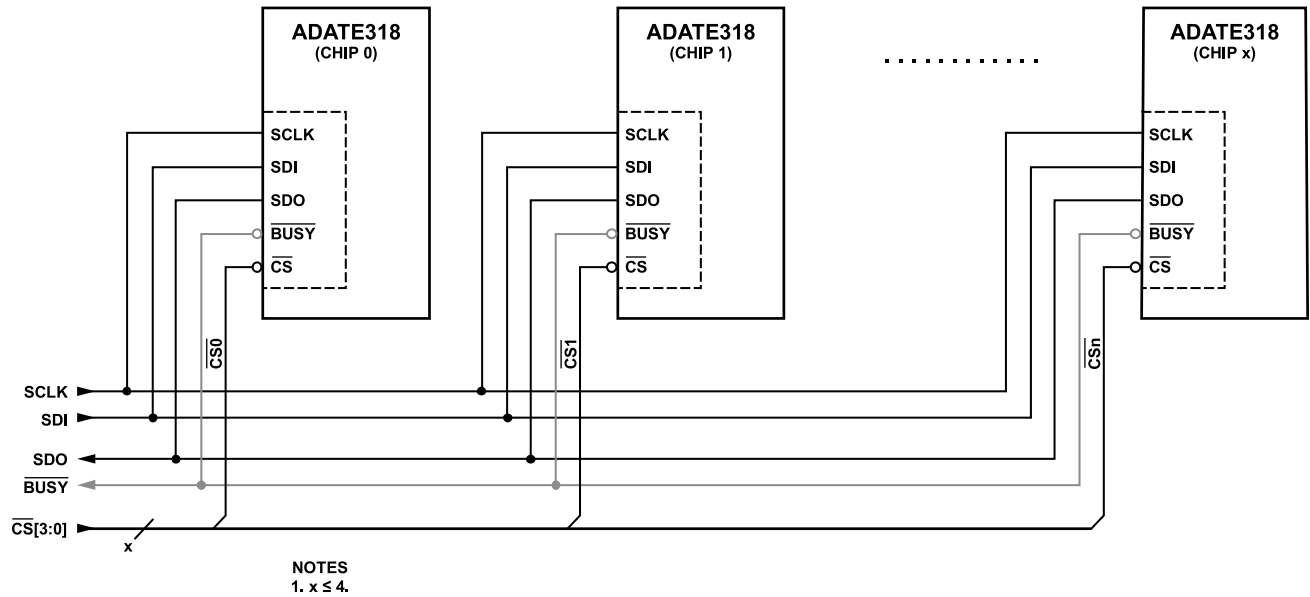 ADATE318
(CHIP 0)
SCLK
SDI
SDO
BUSY
CS
ADATE318
(CHIP 1)
SCLK
SDI
SDO
BUSY
CS
...........
ADATE318
(CHIP x)
SCLK
SDI
SDO
BUSY
CS
CS0
CS1
CSn
SCLK
SDI
SDO
BUSY
CS[3:0]
x
NOTES
1. x ≤ 4.